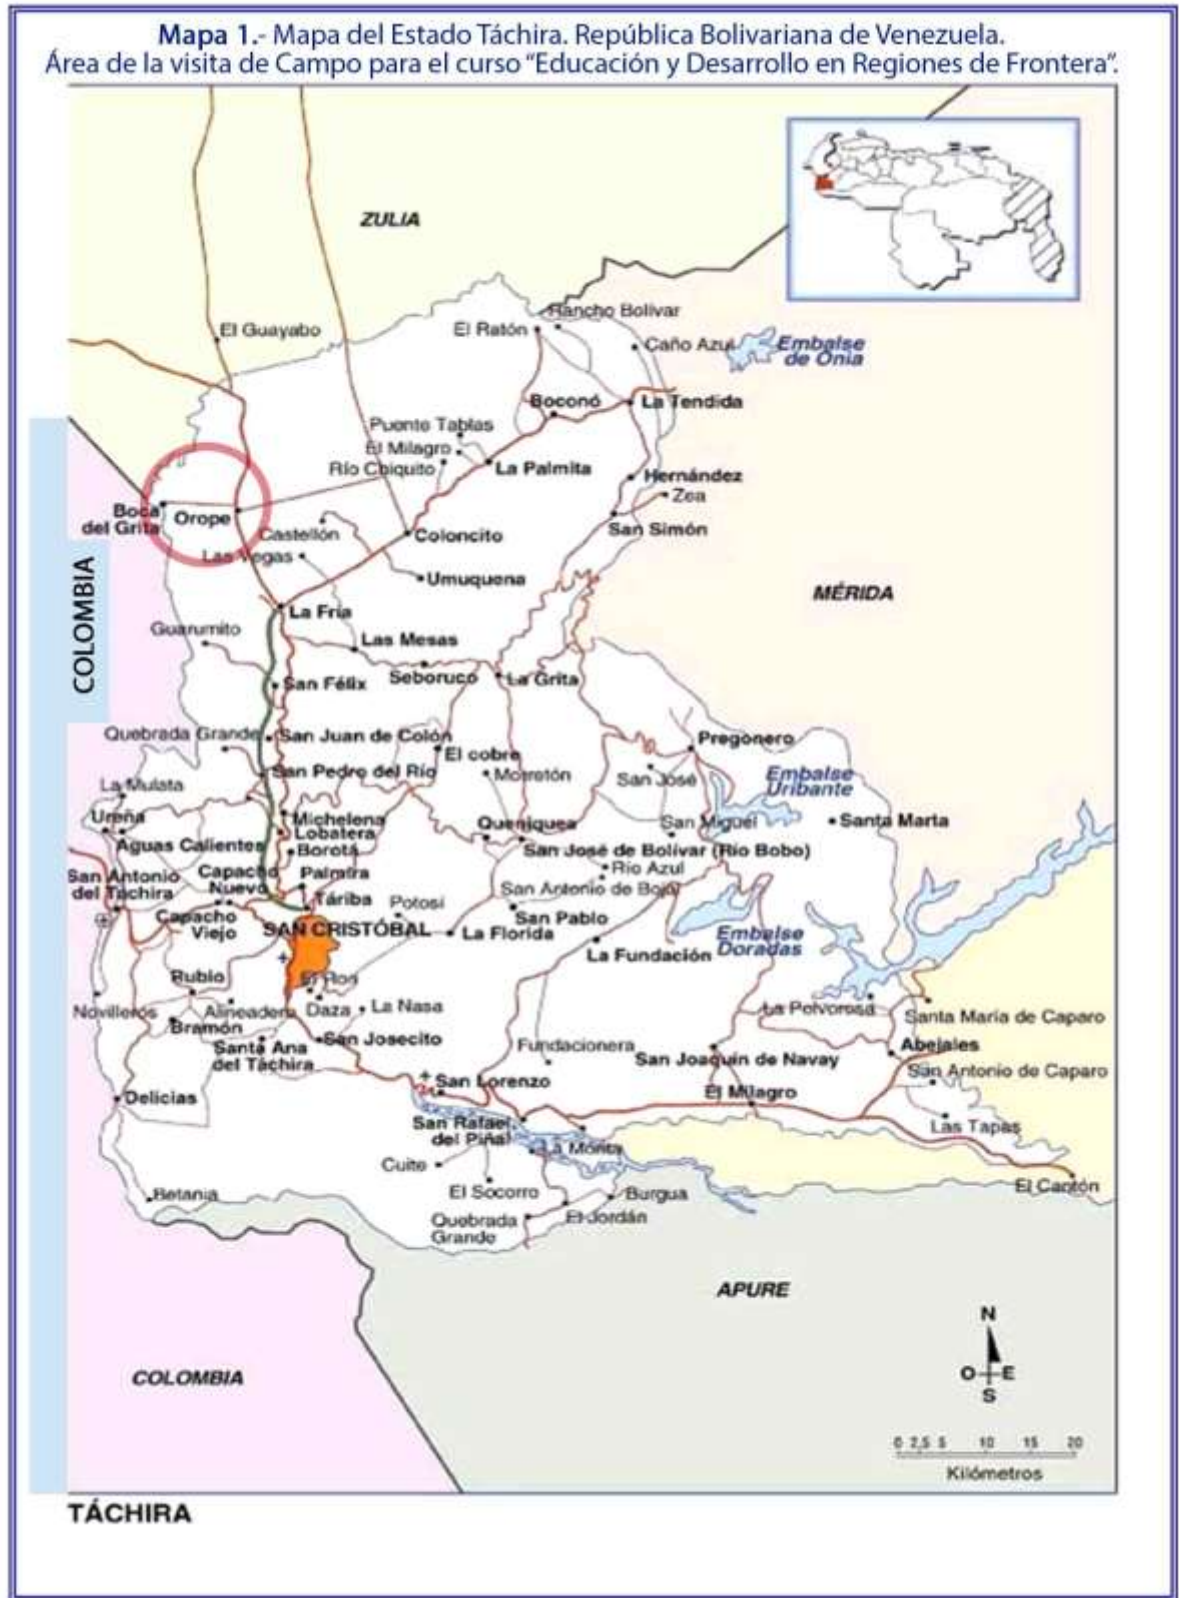 Mapa 1.- Mapa del Estado Táchira. República Bolivariana de Venezuela.
Área de la visita de Campo para el curso “Educación y Desarrollo en Regiones de Frontera”.
ZULIA
El Guayabo
Rancho Bolívar
El Ratón
Caño Azul
Embalse
de Onia
Boconó
La Tendida
Puente Tablas
El Milagro
Río Chiquito
La Palmita
Hernández
Zea
Boca
del Grita
Orope
Castellón
Coloncito
San Simón
Las Vegas
Umuquena
COLOMBIA
MÉRIDA
La Fría
Guarumito
Las Mesas
Seboruco
La Grita
San Félix
Quebrada Grande
San Juan de Colón
El cobre
Pregonero
San Pedro del Río
Morretón
San José
Embalse
Uribante
La Mulata
Ureña
Michelena
Lobatera
Queniquea
San Miguel
Santa Marta
Aguas Calientes
Borotá
San José de Bolívar (Río Bobo)
San Antonio
del Táchira
Capacho
Nuevo
Palmira
Río Azul
Táriba
Potosí
San Antonio de Bojal
Capacho
Viejo
SAN CRISTÓBAL
La Florida
San Pablo
Embalse
Doradas
La Fundación
Rubio
El Ron
Novilleros
Alineadero
Daza
La Nasa
La Polvorosa
Santa María de Caparo
Bramón
Santa Ana
del Táchira
San Josecito
Fundacionera
San Joaquín de Navay
Abejales
San Antonio de Caparo
San Lorenzo
El Milagro
Delicias
San Rafael
del Piñal
Las Tapas
La Morita
Cuite
Betania
El Socorro
Burgua
El Cantón
Quebrada
Grande
El Jordán
APURE
COLOMBIA
N
O E
S
0 2,5 5 10 15 20
Kilómetros
TÁCHIRA